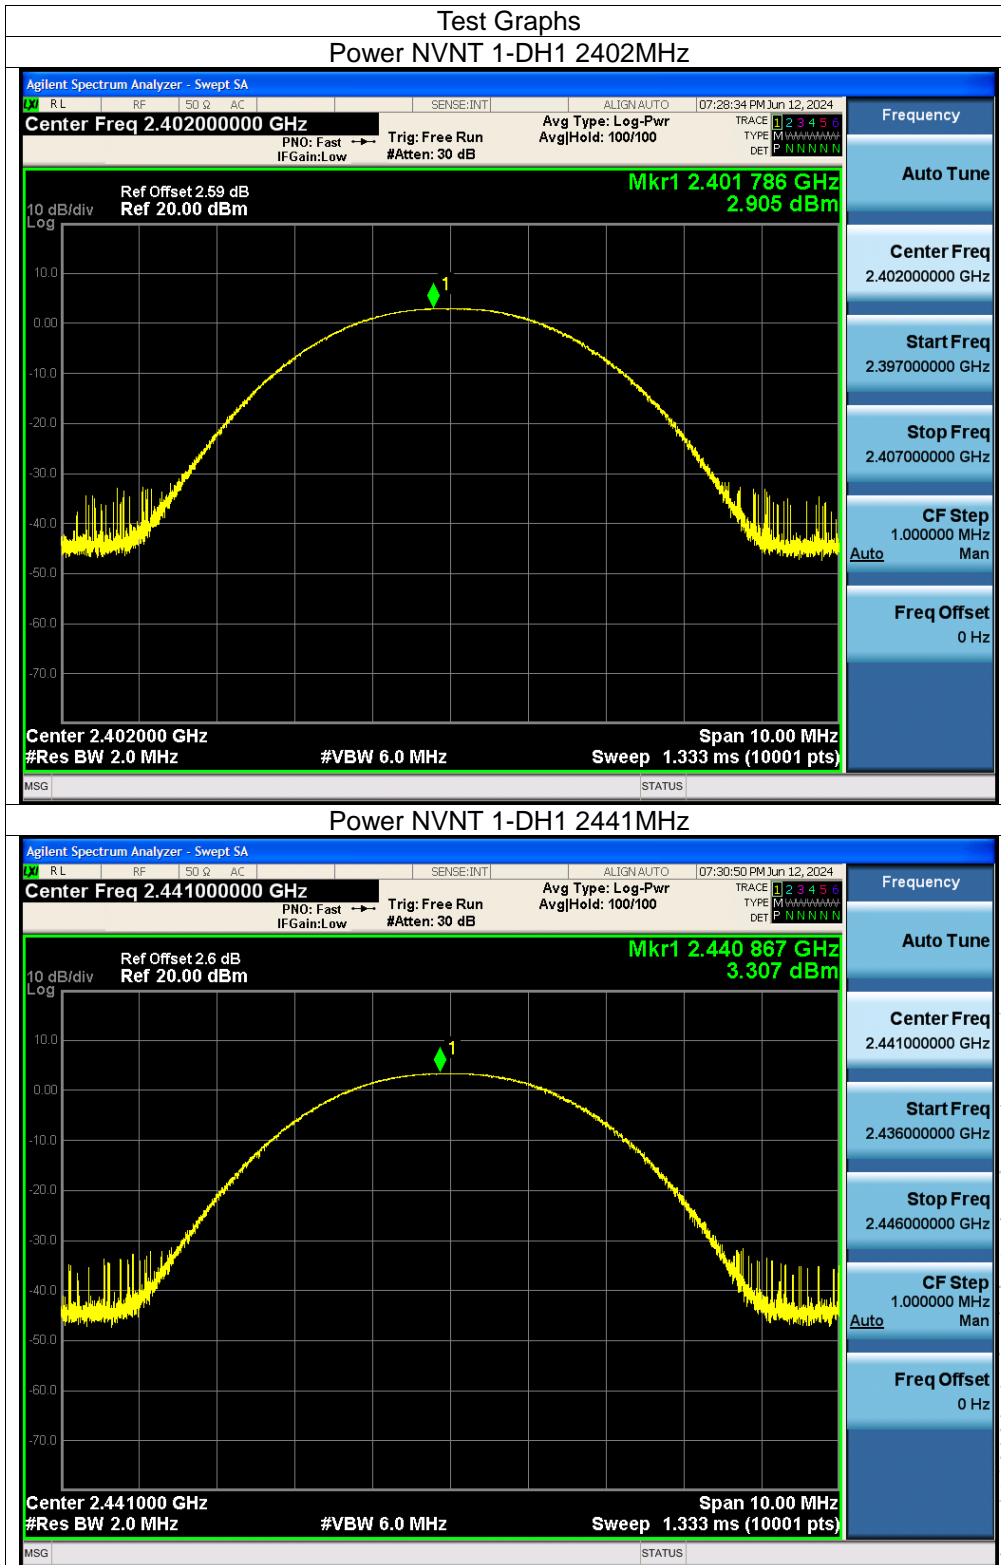 Test Graphs
Power NVNT 1-DH1 2402MHz
Agilent Spectrum Analyzer - Swept SA
LXI RL RF 50 Ω AC SENSE:INT ALIGN AUTO 07:28:34 PM Jun 12, 2024
Center Freq 2.402000000 GHz
PNO: Fast
IFGain:Low
Trig: Free Run
#Atten: 30 dB
Avg Type: Log-Pwr
Avg|Hold: 100/100
TRACE 1 2 3 4 5 6
TYPE M W W W W W
DET P N N N N N
Ref Offset 2.59 dB
10 dB/div Ref 20.00 dBm
Log
Mkr1 2.401 786 GHz
2.905 dBm
1
10.0
0.00
-10.0
-20.0
-30.0
-40.0
-50.0
-60.0
-70.0
Center 2.402000 GHz Span 10.00 MHz
#Res BW 2.0 MHz #VBW 6.0 MHz Sweep 1.333 ms (10001 pts)
MSG STATUS
Frequency
Auto Tune
Center Freq
2.402000000 GHz
Start Freq
2.397000000 GHz
Stop Freq
2.407000000 GHz
CF Step
1.000000 MHz
Auto Man
Freq Offset
0 Hz
Power NVNT 1-DH1 2441MHz
Agilent Spectrum Analyzer - Swept SA
LXI RL RF 50 Ω AC SENSE:INT ALIGN AUTO 07:30:50 PM Jun 12, 2024
Center Freq 2.441000000 GHz
PNO: Fast
IFGain:Low
Trig: Free Run
#Atten: 30 dB
Avg Type: Log-Pwr
Avg|Hold: 100/100
TRACE 1 2 3 4 5 6
TYPE M W W W W W
DET P N N N N N
Ref Offset 2.6 dB
10 dB/div Ref 20.00 dBm
Log
Mkr1 2.440 867 GHz
3.307 dBm
1
10.0
0.00
-10.0
-20.0
-30.0
-40.0
-50.0
-60.0
-70.0
Center 2.441000 GHz Span 10.00 MHz
#Res BW 2.0 MHz #VBW 6.0 MHz Sweep 1.333 ms (10001 pts)
MSG STATUS
Frequency
Auto Tune
Center Freq
2.441000000 GHz
Start Freq
2.436000000 GHz
Stop Freq
2.446000000 GHz
CF Step
1.000000 MHz
Auto Man
Freq Offset
0 Hz